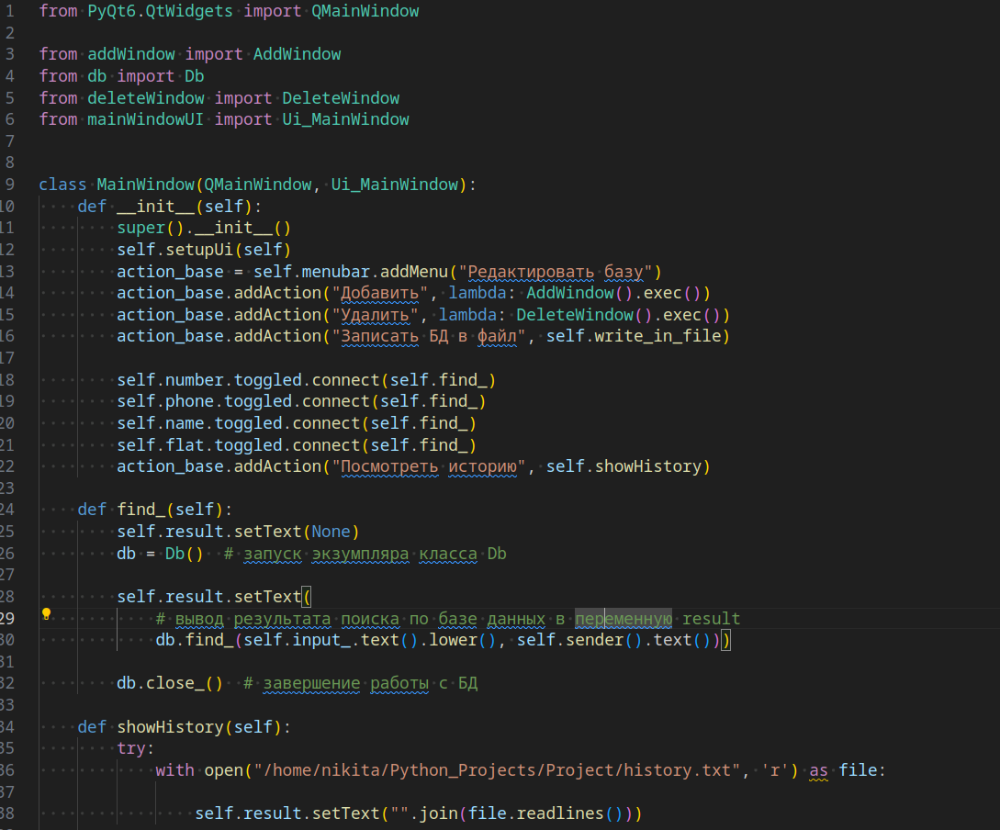 1 from PyQt6.QtWidgets import QMainWindow
2
3 from addWindow import AddWindow
4 from db import Db
5 from deleteWindow import DeleteWindow
6 from mainWindowUI import Ui_MainWindow
7
8
9 class MainWindow(QMainWindow, Ui_MainWindow):
10     def __init__(self):
11         super().__init__()
12         self.setupUi(self)
13         action_base = self.menubar.addMenu("Редактировать базу")
14         action_base.addAction("Добавить", lambda: AddWindow().exec())
15         action_base.addAction("Удалить", lambda: DeleteWindow().exec())
16         action_base.addAction("Записать БД в файл", self.write_in_file)
17
18         self.number.toggled.connect(self.find_)
19         self.phone.toggled.connect(self.find_)
20         self.name.toggled.connect(self.find_)
21         self.flat.toggled.connect(self.find_)
22         action_base.addAction("Посмотреть историю", self.showHistory)
23
24     def find_(self):
25         self.result.setText(None)
26         db = Db()  # запуск экзумпляра класса Db
27
28         self.result.setText(
29             # вывод результата поиска по базе данных в переменную result
30             db.find_(self.input_.text().lower(), self.sender().text()))
31
32         db.close_()  # завершение работы с БД
33
34     def showHistory(self):
35         try:
36             with open("/home/nikita/Python_Projects/Project/history.txt", 'r') as file:
37
38                 self.result.setText("".join(file.readlines()))